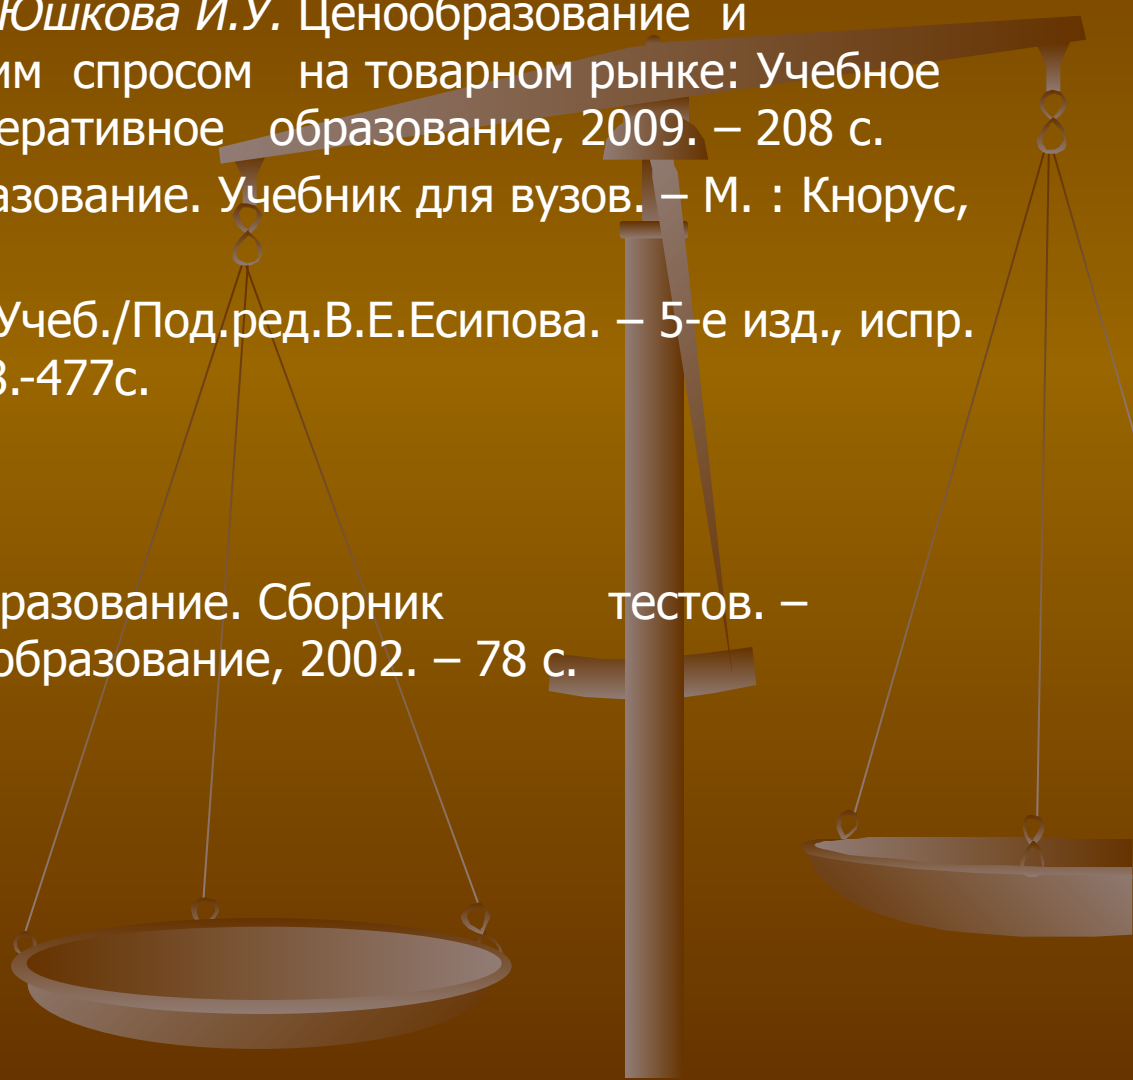 Юшкова И.У. Ценообразование и
им спросом на товарном рынке: Учебное
еративное образование, 2009. – 208 с.
азование. Учебник для вузов. – М. : Кнорус,
Учеб./Под.ред.В.Е.Есипова. – 5-е изд., испр.
3.-477с.
разование. Сборник тестов. –
образование, 2002. – 78 с.